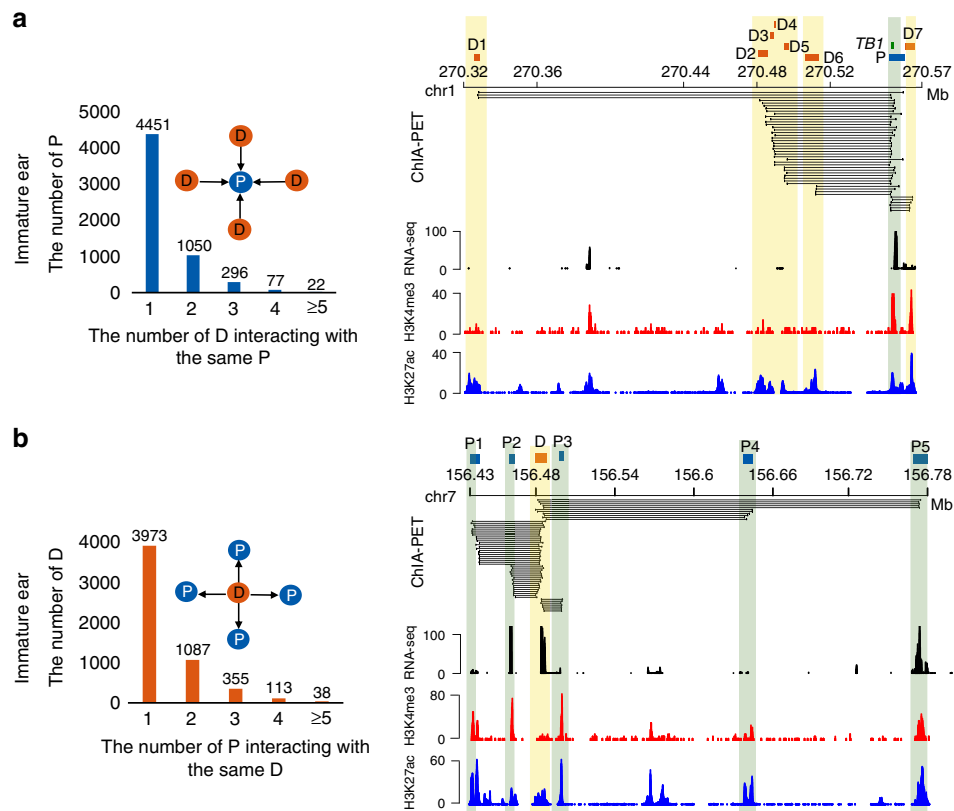 a
Immature ear
The number of P
5000
4000
3000
2000
1000
0
4451
1050
296
77
22
1 2 3 4 ≥5
The number of D interacting with
the same P
D
D P D
D
D1
D4
D3
D2
D5
D6
TB1
P
D7
270.32 270.36 270.44 270.48 270.52 270.57
chr1
Mb
ChIA-PET
RNA-seq
100
0
H3K4me3
40
0
H3K27ac
40
0
b
Immature ear
The number of D
4000
3000
2000
1000
0
3973
1087
355
113
38
1 2 3 4 ≥5
The number of P interacting with
the same D
P
P D P
P
P1 P2 D P3 P4 P5
156.43 156.48 156.54 156.6 156.66 156.72 156.78
chr7
Mb
ChIA-PET
RNA-seq
100
0
H3K4me3
80
0
H3K27ac
60
0